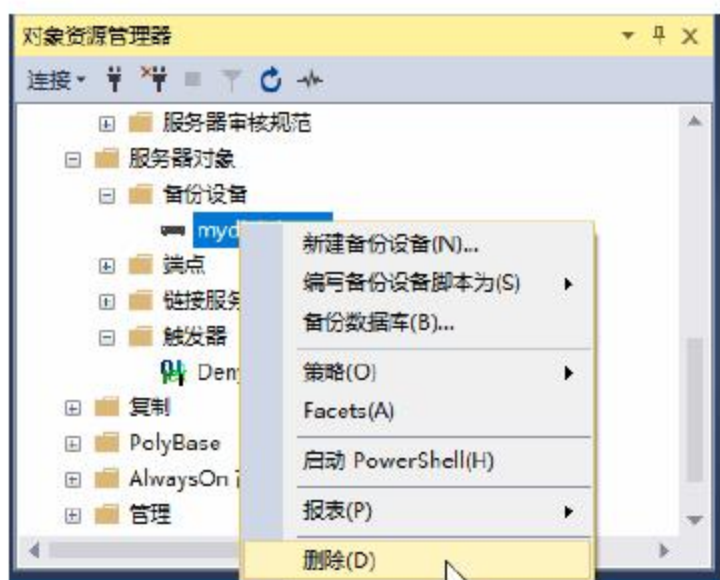 对象资源管理器
连接
服务器审核规范
服务器对象
备份设备
新建备份设备(N)...
编写备份设备脚本为(S)
端点
链接服务
备份数据库(B)...
触发器
策略(O)
Facets(A)
复制
PolyBase
启动 PowerShell(H)
AlwaysOn
管理
报表(P)
删除(D)